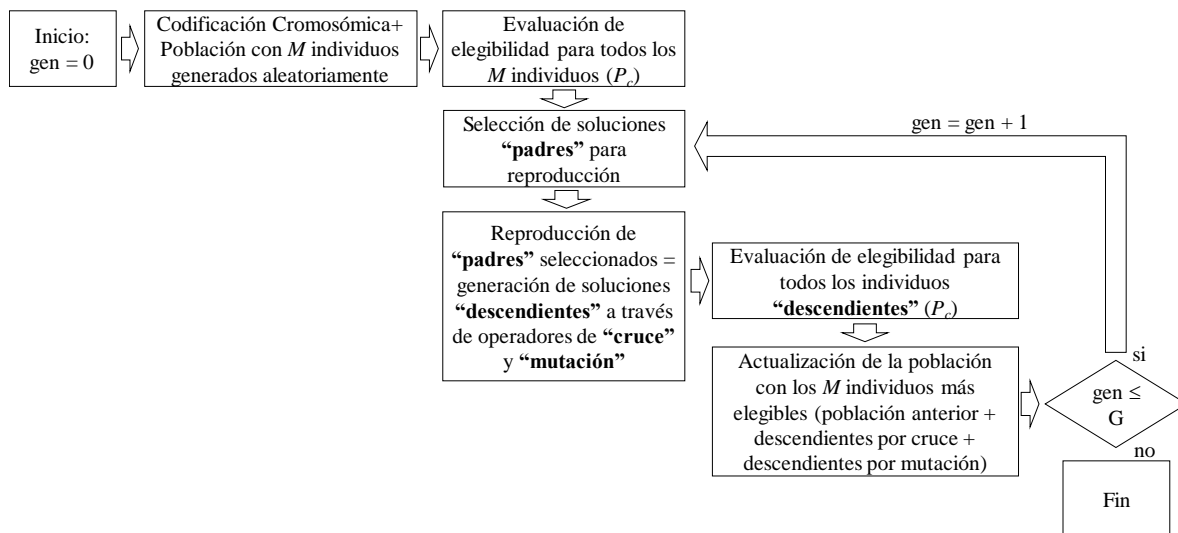 Inicio:
gen = 0
Codificación Cromosómica+
Población con M individuos
generados aleatoriamente
Evaluación de
elegibilidad para todos los
M individuos (Pc)
Selección de soluciones
“padres” para
reproducción
gen = gen + 1
Reproducción de
“padres” seleccionados =
generación de soluciones
“descendientes” a través
de operadores de “cruce”
y “mutación”
Evaluación de elegibilidad para
todos los individuos
“descendientes” (Pc)
Actualización de la población
con los M individuos más
elegibles (población anterior +
descendientes por cruce +
descendientes por mutación)
si
gen ≤
G
no
Fin